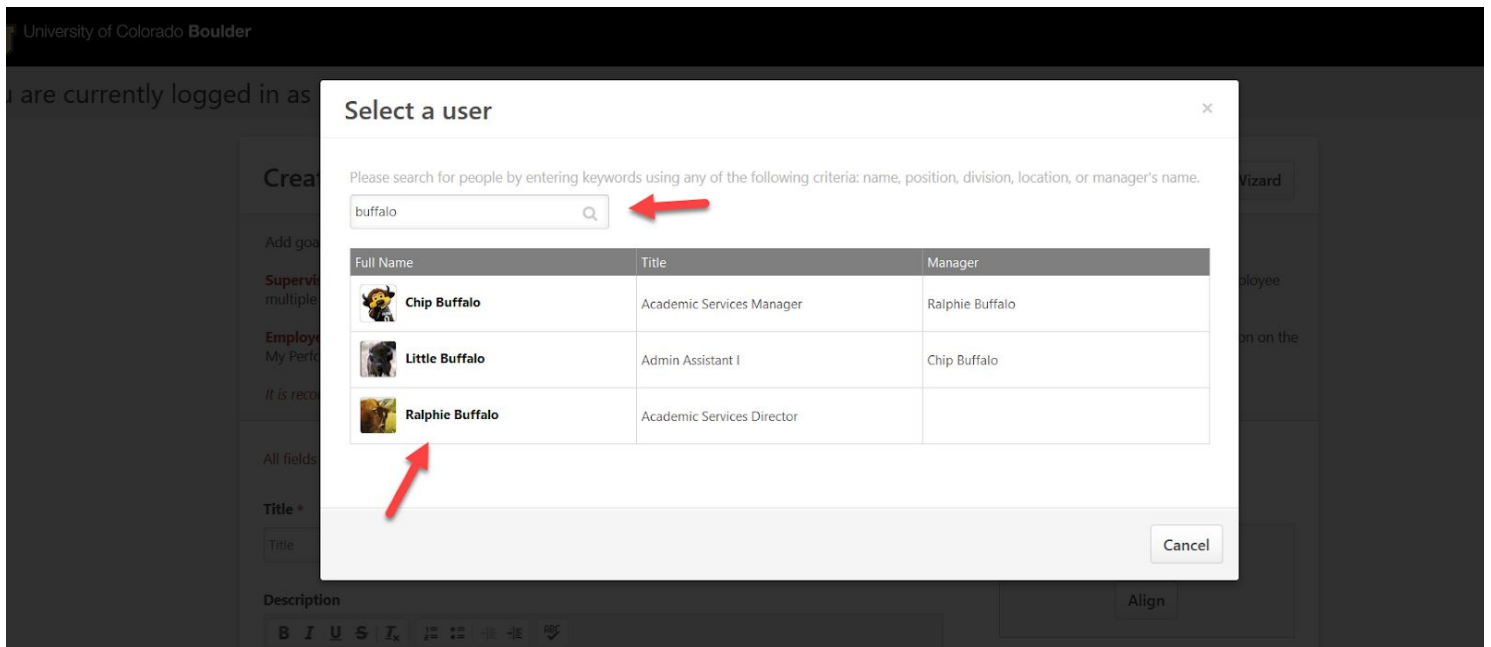 University of Colorado Boulder
are currently logged in as
Select a user
×
Please search for people by entering keywords using any of the following criteria: name, position, division, location, or manager's name.
Wizard
buffalo
Add goa
Full Name Title Manager
Supervis
multiple
ployee
Chip Buffalo Academic Services Manager Ralphie Buffalo
Employe
My Perfo
on on the
Little Buffalo Admin Assistant I Chip Buffalo
It is reco
Ralphie Buffalo Academic Services Director
All fields
Title *
Title
Cancel
Description
Align
B I U S Ix
ABC